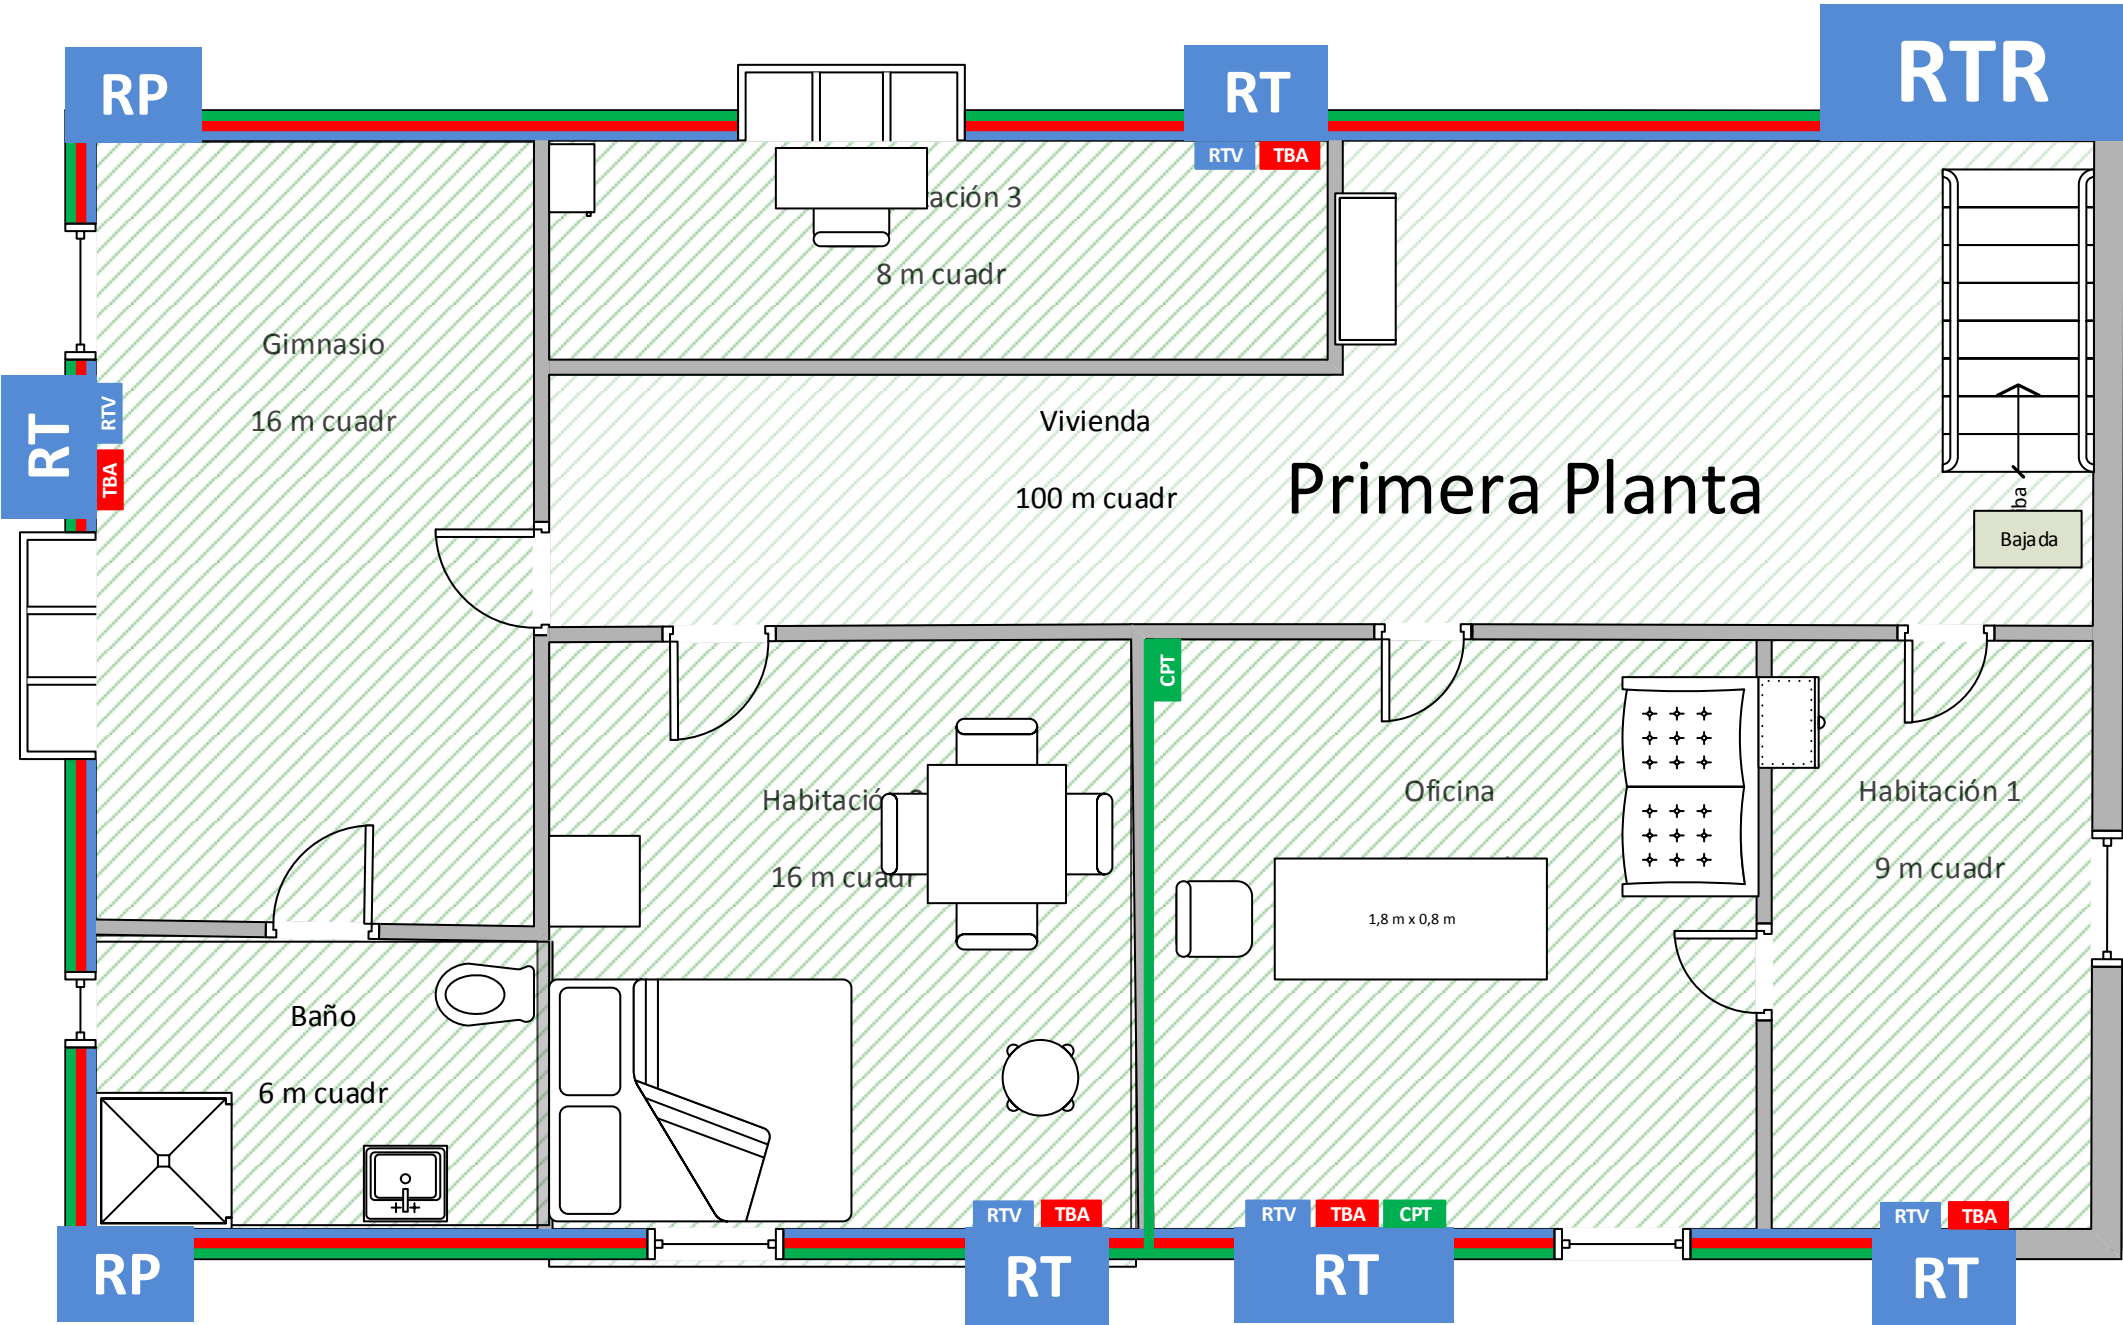 RTR
RP
RT
RTV TBA
ación 3
8 m cuadr
Gimnasio
16 m cuadr
RT
RTV
TBA
Vivienda
100 m cuadr
Primera Planta
ba
Bajada
CPT
Habitació
16 m cuadr
Oficina
1,8 m x 0,8 m
Habitación 1
9 m cuadr
Baño
6 m cuadr
RTV TBA
RT
RTV TBA CPT
RT
RTV TBA
RT
RP